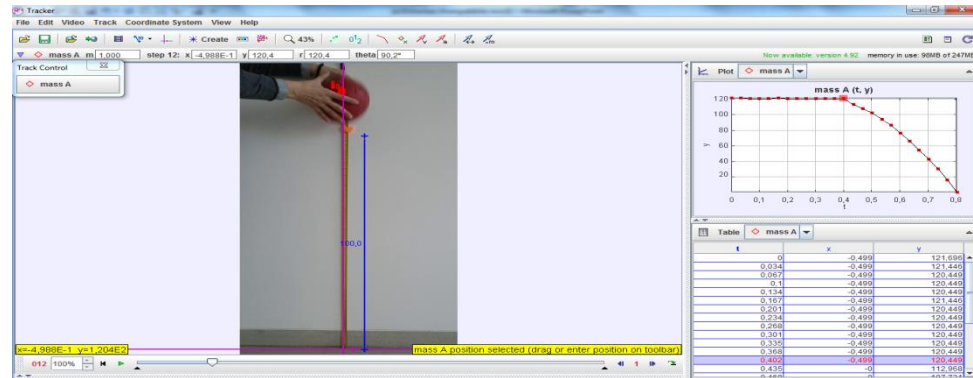 Tracker
File Edit Video Track Coordinate System View Help
43% Create
mass A m 1,000 step 12: x -4,988E-1 y 120,4 r 120,4 theta 90,2°
Now available: version 4.92 memory in use: 98MB of 247MB
Track Control
mass A
Plot mass A
mass A (t, y)
120
100
80
60
40
20
y
0 0,1 0,2 0,3 0,4 0,5 0,6 0,7 0,8
t
100,0
Table mass A
t x y
0 -0,499 121,696
0,034 -0,499 121,446
0,067 -0,499 120,449
0,1 -0,499 120,449
0,134 -0,499 120,449
0,167 -0,499 121,446
0,201 -0,499 120,449
0,234 -0,499 120,449
0,268 -0,499 120,449
0,301 -0,499 120,449
0,335 -0,499 120,449
0,368 -0,499 120,449
0,402 -0,499 120,449
0,435 -0 112,968
x=-4,988E-1 y=1,204E2
mass A position selected (drag or enter position on toolbar)
012 100% 1